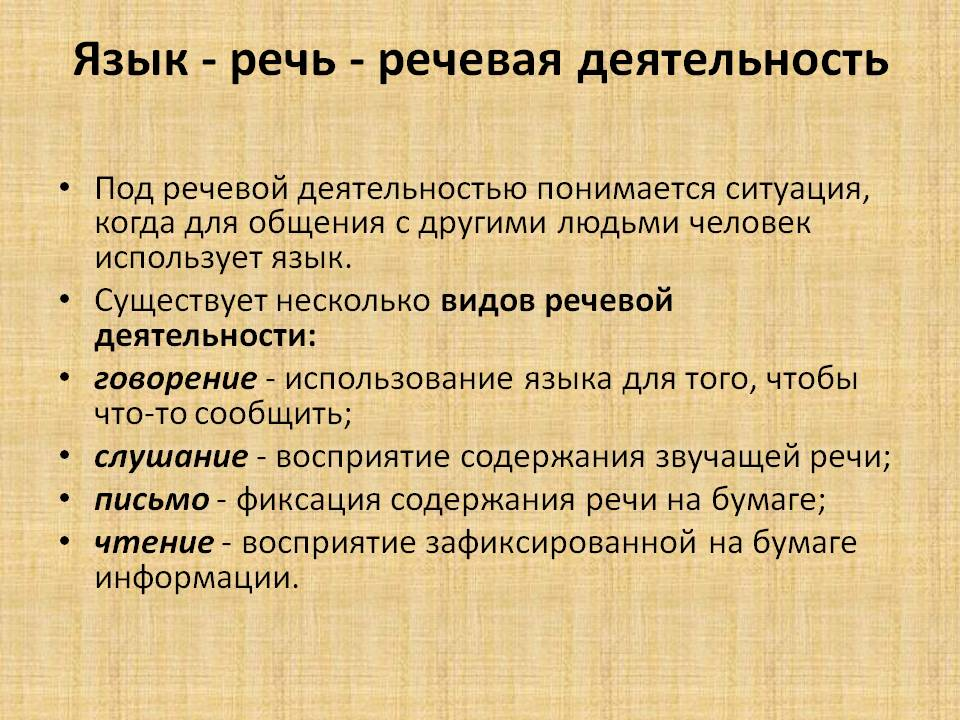 Язык - речь - речевая деятельность
• Под речевой деятельностью понимается ситуация,
когда для общения с другими людьми человек
использует язык.
• Существует несколько видов речевой
деятельности:
• говорение - использование языка для того, чтобы
что-то сообщить;
• слушание - восприятие содержания звучащей речи;
• письмо - фиксация содержания речи на бумаге;
• чтение - восприятие зафиксированной на бумаге
информации.